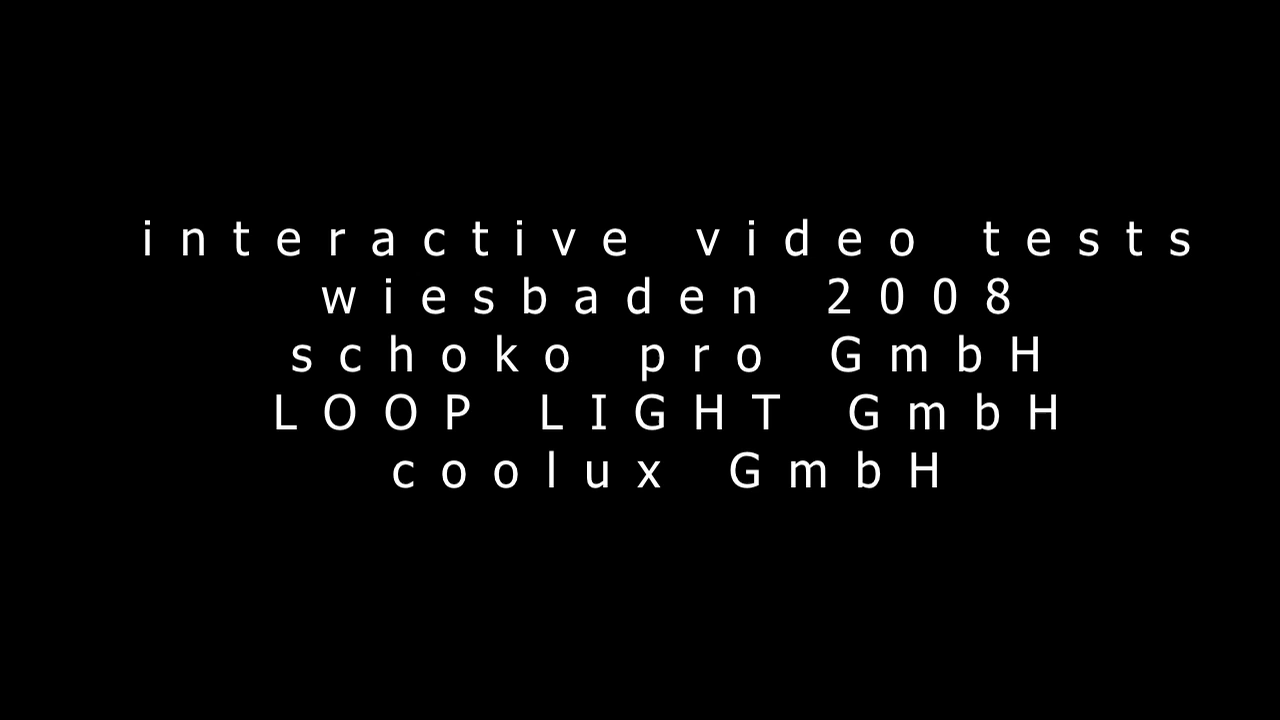 interactive video tests
wiesbaden 2008
schoko pro GmbH
LOOP LIGHT GmbH
coolux GmbH